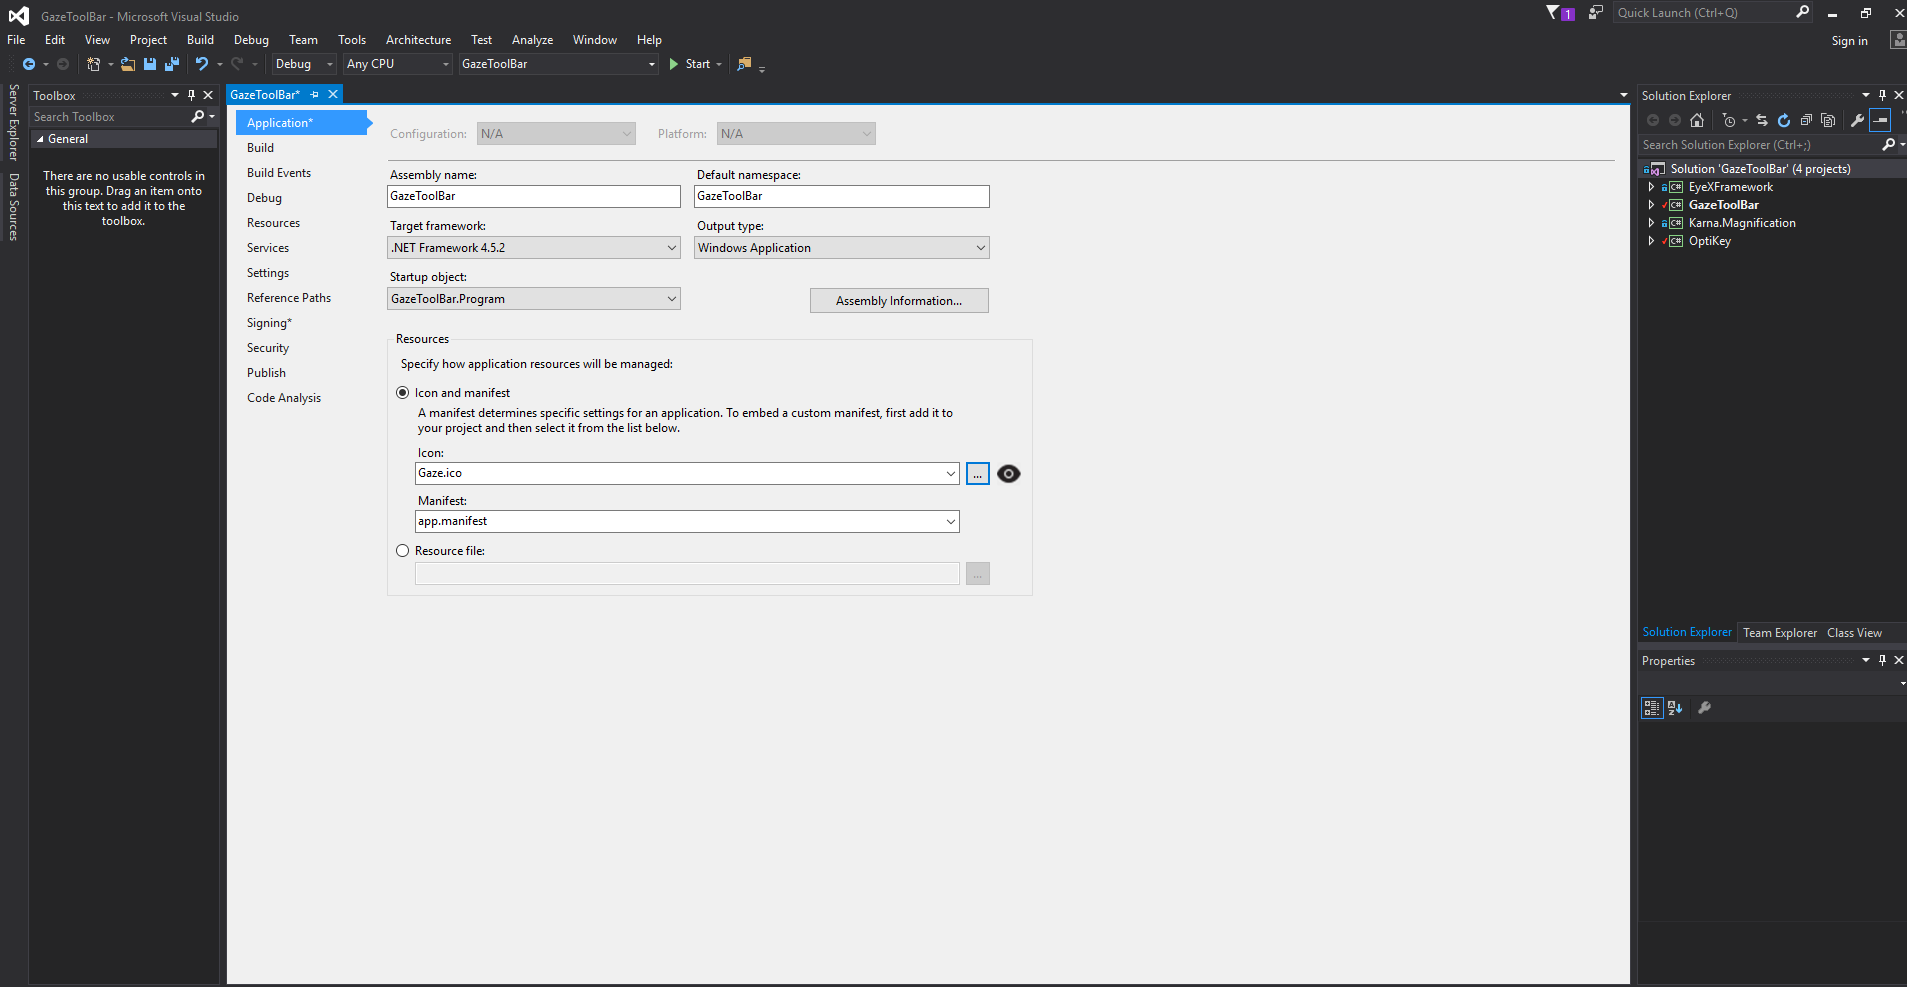 GazeToolBar - Microsoft Visual Studio
1
Quick Launch (Ctrl+Q)
File Edit View Project Build Debug Team Tools Architecture Test Analyze Window Help
Sign in
Debug Any CPU GazeToolBar Start
Server Explorer
Data Sources
Toolbox
Search Toolbox
General
There are no usable controls in
this group. Drag an item onto
this text to add it to the
toolbox.
GazeToolBar*
Application*
Build
Build Events
Debug
Resources
Services
Settings
Reference Paths
Signing*
Security
Publish
Code Analysis
Configuration: N/A Platform: N/A
Assembly name: Default namespace:
GazeToolBar GazeToolBar
Target framework: Output type:
.NET Framework 4.5.2 Windows Application
Startup object:
GazeToolBar.Program
Assembly Information...
Resources
Specify how application resources will be managed:
Icon and manifest
A manifest determines specific settings for an application. To embed a custom manifest, first add it to
your project and then select it from the list below.
Icon:
Gaze.ico ...
Manifest:
app.manifest
Resource file:
...
Solution Explorer
Search Solution Explorer (Ctrl+;)
Solution 'GazeToolBar' (4 projects)
C# EyeXFramework
C# GazeToolBar
C# Karna.Magnification
C# OptiKey
Solution Explorer Team Explorer Class View
Properties